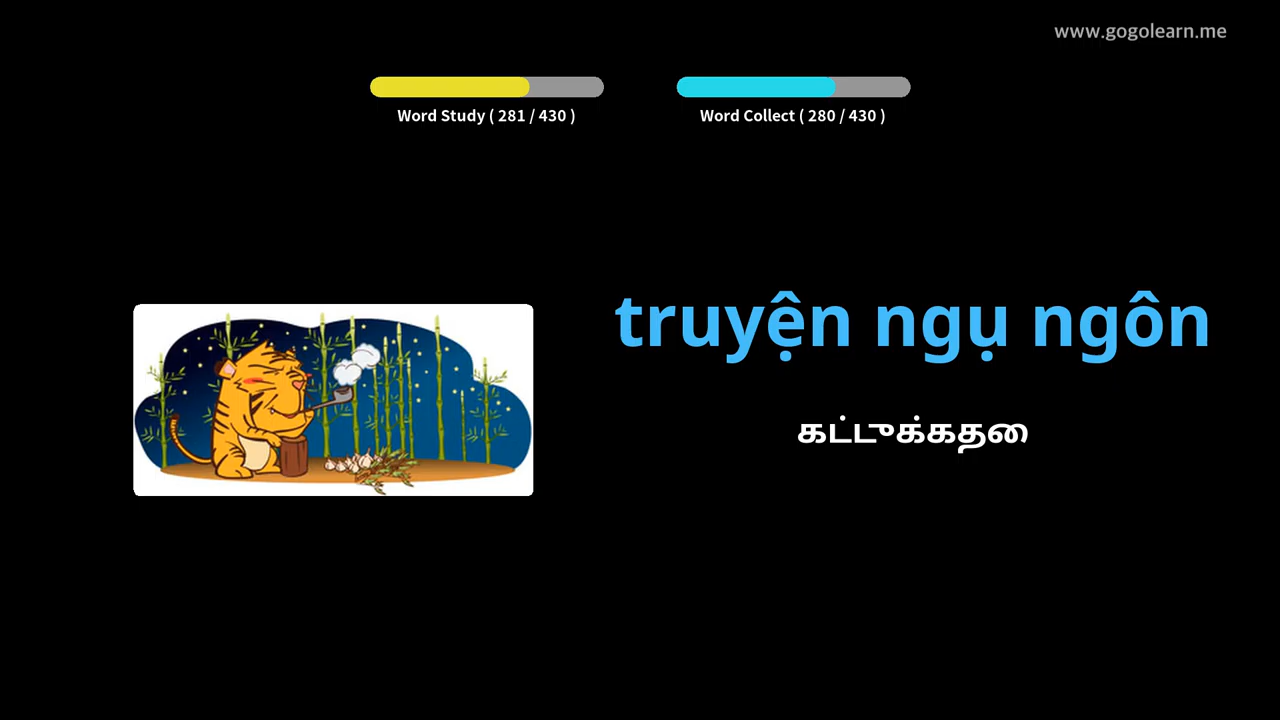 www.gogolearn.me
Word Study ( 281 / 430 )
Word Collect ( 280 / 430 )
truyện ngụ ngôn
கட்டுக்கதை